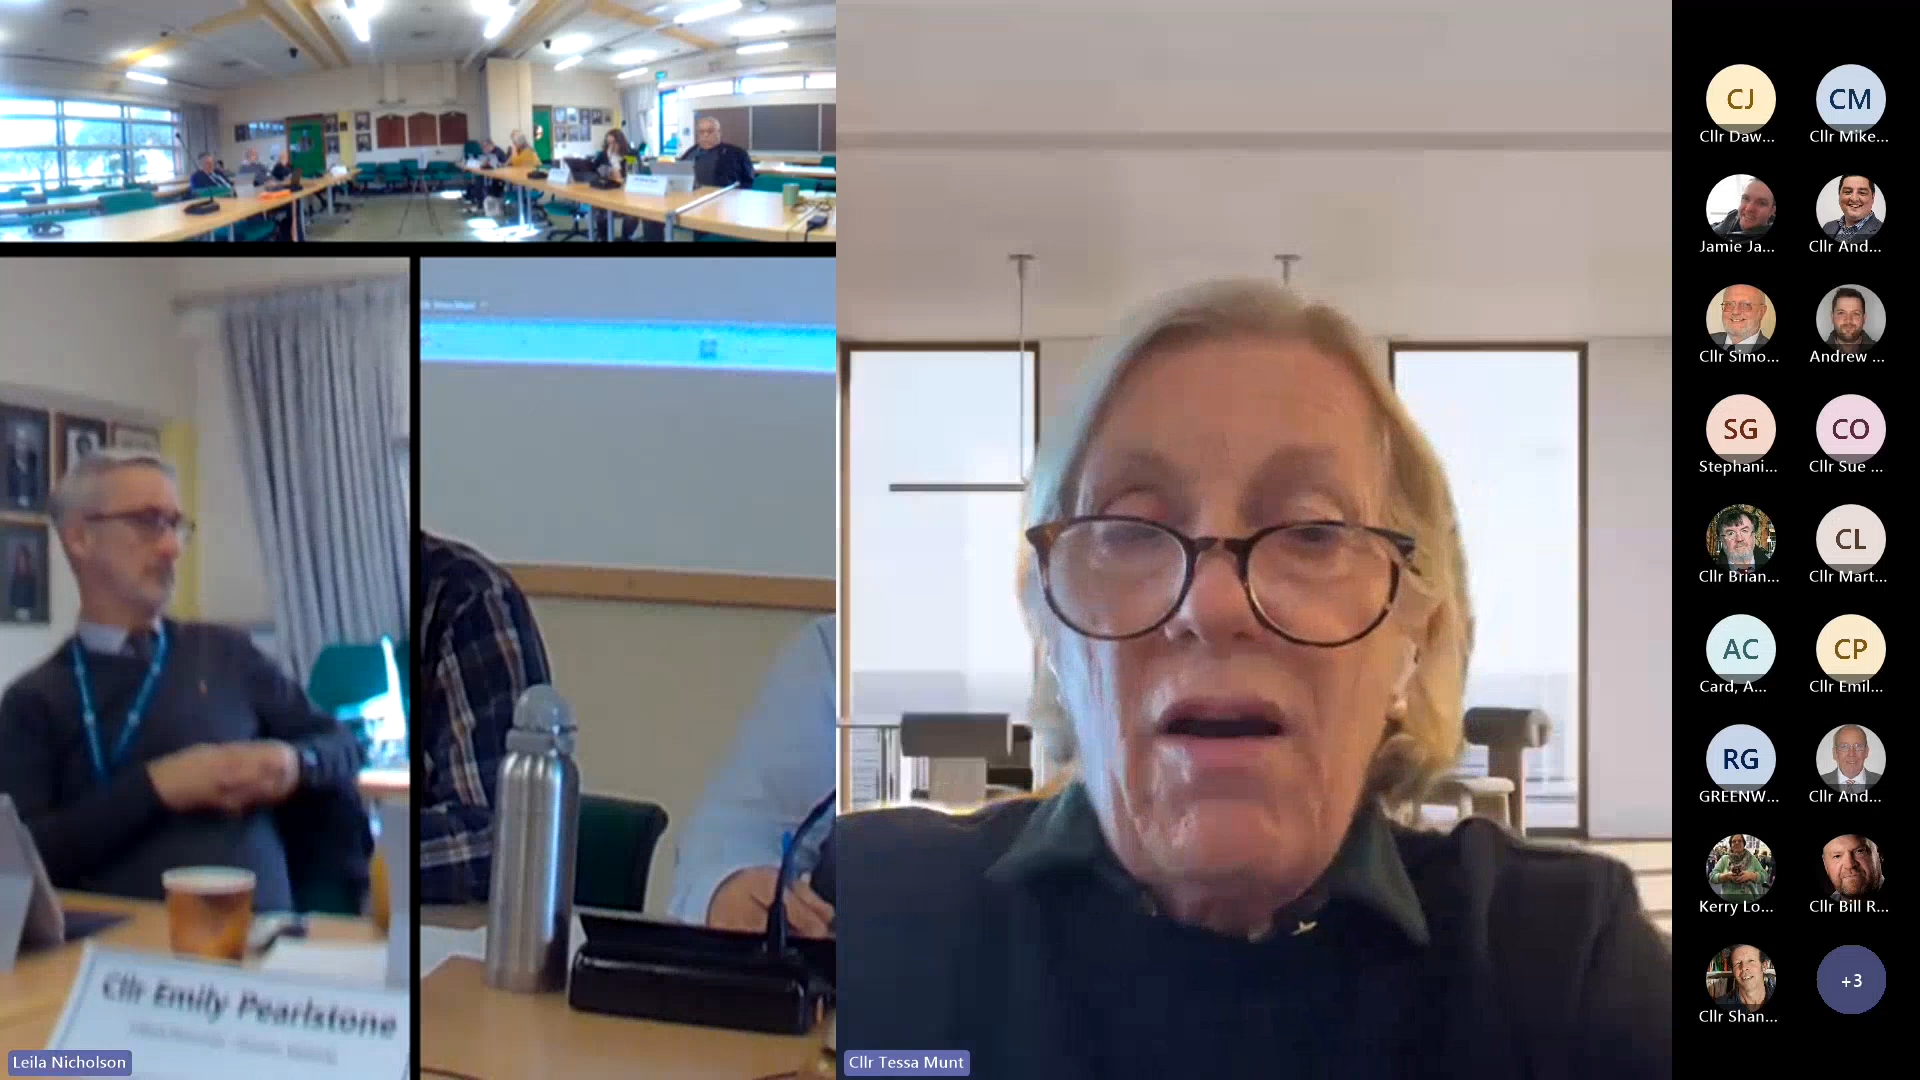 Cllr Emily Pearlstone
Leila Nicholson
Cllr Tessa Munt
CJ
Cllr Daw...
CM
Cllr Mike...
Jamie Ja...
Cllr And...
Cllr Simo...
Andrew ...
SG
Stephani...
CO
Cllr Sue ...
Cllr Brian...
CL
Cllr Mart...
AC
Card, A...
CP
Cllr Emil...
RG
GREENW...
Cllr And...
Kerry Lo...
Cllr Bill R...
Cllr Shan...
+3